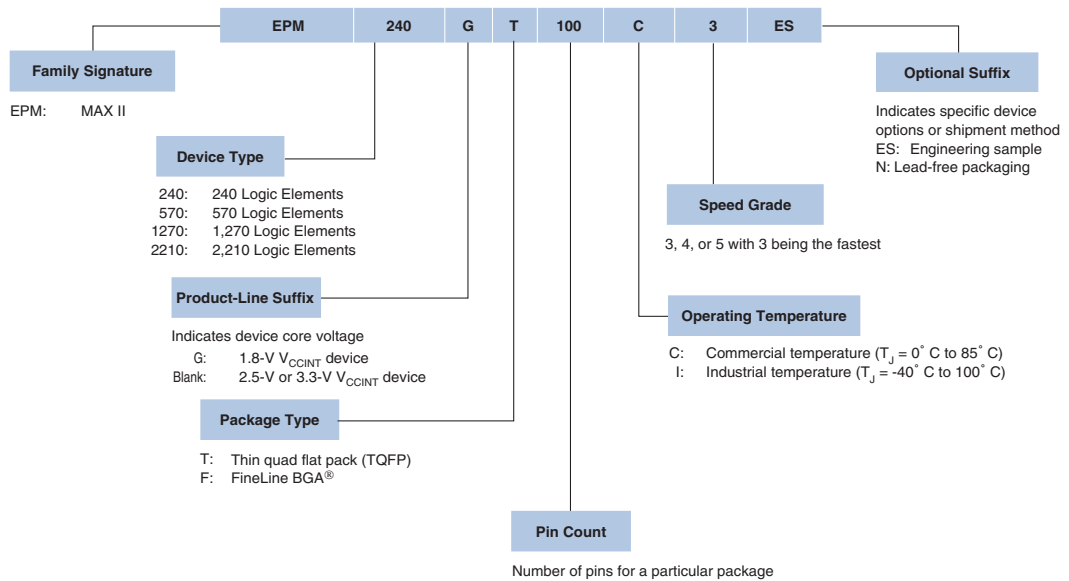 EPM 240 G T 100 C 3 ES
Family Signature
EPM: MAX II
Optional Suffix
Indicates specific device
options or shipment method
ES: Engineering sample
N: Lead-free packaging
Device Type
240: 240 Logic Elements
570: 570 Logic Elements
1270: 1,270 Logic Elements
2210: 2,210 Logic Elements
Speed Grade
3, 4, or 5 with 3 being the fastest
Product-Line Suffix
Indicates device core voltage
G: 1.8-V VCCINT device
Blank: 2.5-V or 3.3-V VCCINT device
Operating Temperature
C: Commercial temperature (TJ = 0° C to 85° C)
I: Industrial temperature (TJ = -40° C to 100° C)
Package Type
T: Thin quad flat pack (TQFP)
F: FineLine BGA®
Pin Count
Number of pins for a particular package